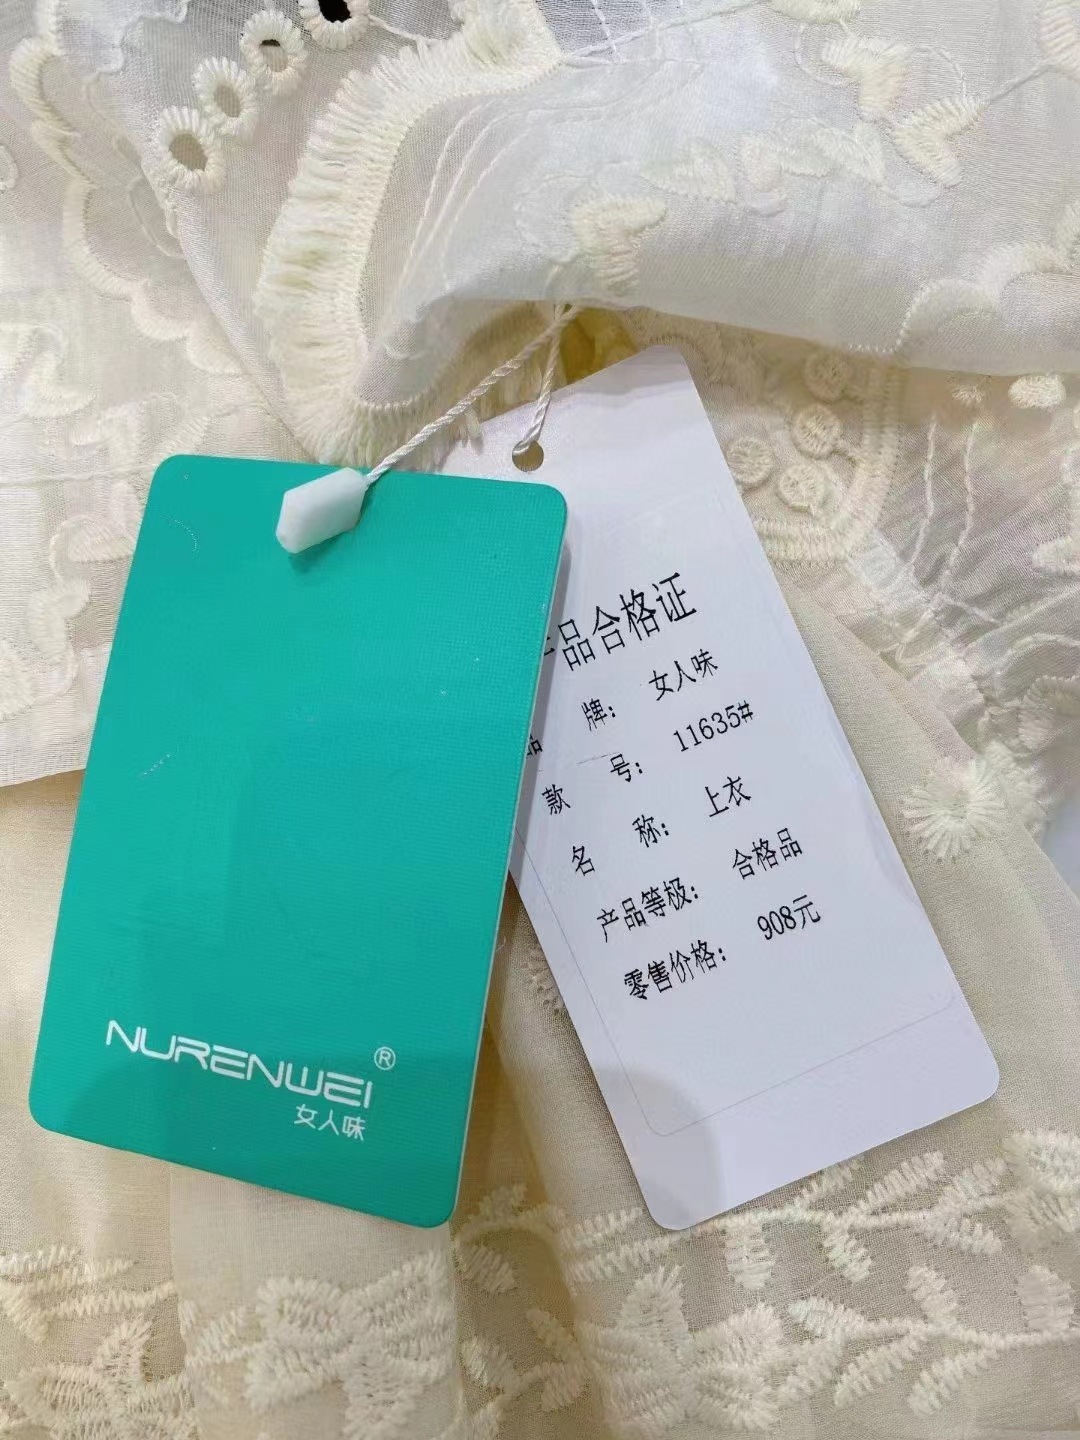 NURENWEI®
女人味
品合格证
品 牌： 女人味
款 号： 11635#
名 称： 上衣
产品等级： 合格品
零售价格： 908元